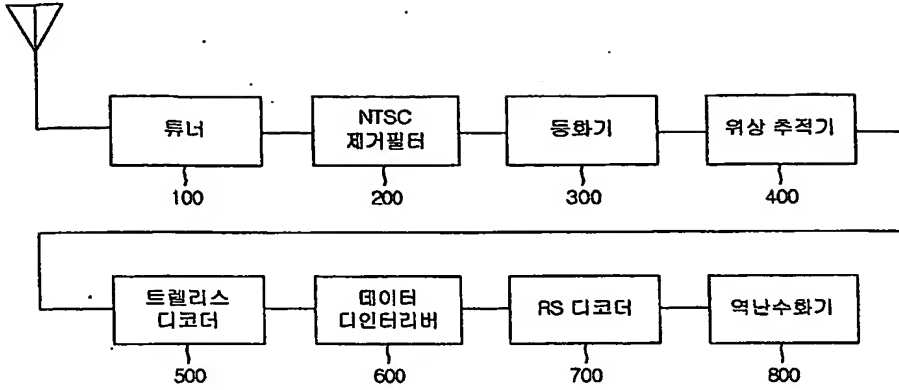 튜너
NTSC
제거필터
등화기
위상 추적기
100
200
300
400
트렐리스
디코더
데이터
디인터리버
RS 디코더
역난수화기
500
600
700
800